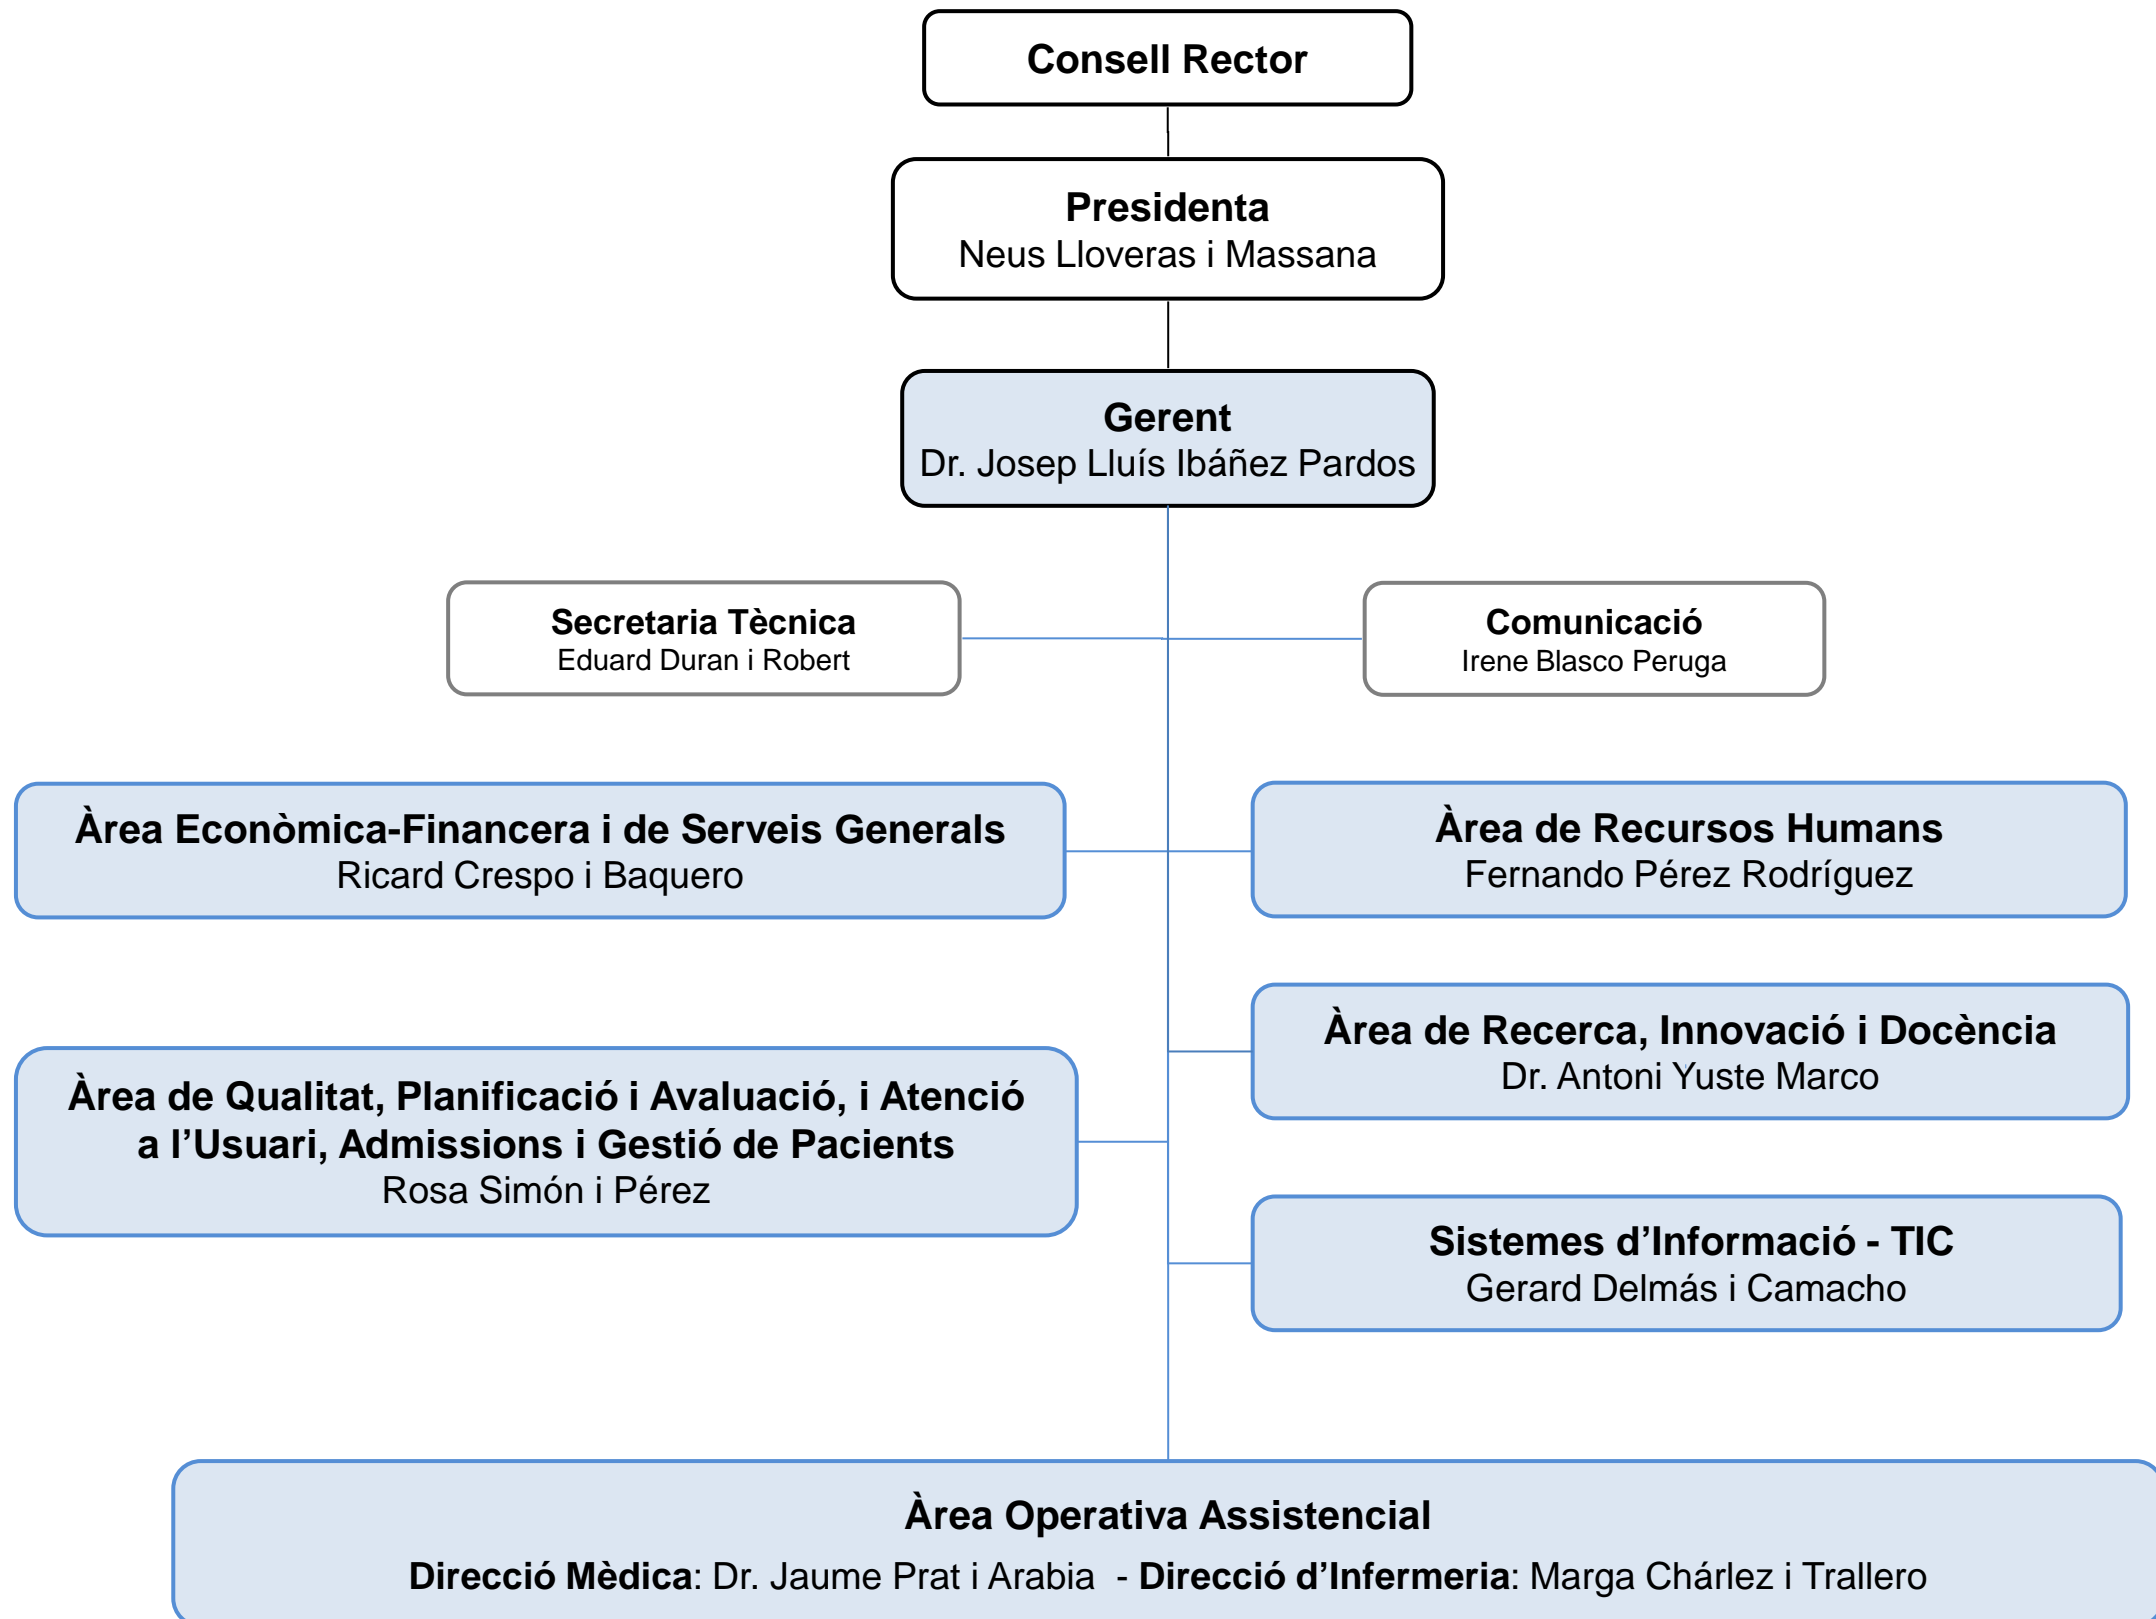 Consell Rector
Presidenta
Neus Lloveras i Massana
Gerent
Dr. Josep Lluís Ibáñez Pardos
Secretaria Tècnica
Eduard Duran i Robert
Comunicació
Irene Blasco Peruga
Àrea Econòmica-Financera i de Serveis Generals
Ricard Crespo i Baquero
Àrea de Recursos Humans
Fernando Pérez Rodríguez
Àrea de Recerca, Innovació i Docència
Dr. Antoni Yuste Marco
Àrea de Qualitat, Planificació i Avaluació, i Atenció
a l’Usuari, Admissions i Gestió de Pacients
Rosa Simón i Pérez
Sistemes d’Informació - TIC
Gerard Delmás i Camacho
Àrea Operativa Assistencial
Direcció Mèdica: Dr. Jaume Prat i Arabia - Direcció d’Infermeria: Marga Chárlez i Trallero